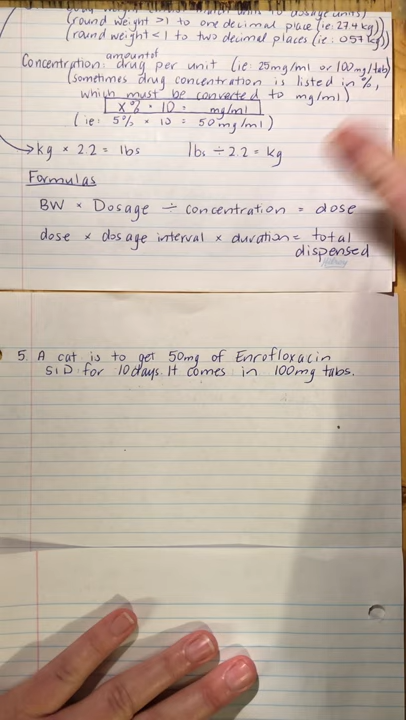 (round weight >1 to one decimal place (ie: 27.4 kg))
(round weight <1 to two decimal places (ie: 0.57 kg))
amount of
Concentration: drug per unit (ie: 25mg/ml or 100mg/tab)
(sometimes drug concentration is listed in %,
which must be converted to mg/ml)
X% × 10 = mg/ml
(ie: 5% × 10 = 50mg/ml)
kg × 2.2 = lbs lbs ÷ 2.2 = kg
Formulas
BW × Dosage ÷ concentration = dose
dose × dosage interval × duration = total
dispensed
5. A cat is to get 50mg of Enrofloxacin
SID for 10 days. It comes in 100mg tabs.